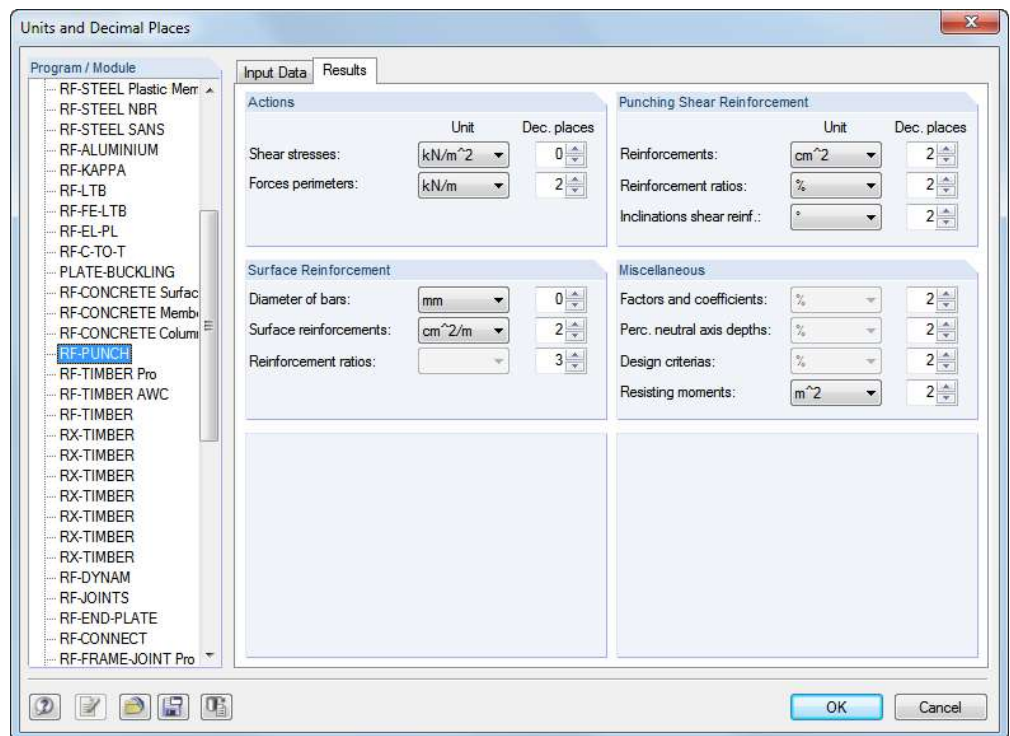 Units and Decimal Places
Program / Module
RF-STEEL Plastic Mem
RF-STEEL NBR
RF-STEEL SANS
RF-ALUMINIUM
RF-KAPPA
RF-LTB
RF-FE-LTB
RF-EL-PL
RF-C-TO-T
PLATE-BUCKLING
RF-CONCRETE Surfac
RF-CONCRETE Membe
RF-CONCRETE Column
RF-PUNCH
RF-TIMBER Pro
RF-TIMBER AWC
RF-TIMBER
RX-TIMBER
RX-TIMBER
RX-TIMBER
RX-TIMBER
RX-TIMBER
RX-TIMBER
RX-TIMBER
RF-DYNAM
RF-JOINTS
RF-END-PLATE
RF-CONNECT
RF-FRAME-JOINT Pro
Input Data Results
Actions
Unit Dec. places
Shear stresses: kN/m^2 0
Forces perimeters: kN/m 2
Punching Shear Reinforcement
Unit Dec. places
Reinforcements: cm^2 2
Reinforcement ratios: % 2
Inclinations shear reinf.: ° 2
Surface Reinforcement
Diameter of bars: mm 0
Surface reinforcements: cm^2/m 2
Reinforcement ratios: 3
Miscellaneous
Factors and coefficients: % 2
Perc. neutral axis depths: % 2
Design criterias: % 2
Resisting moments: m^2 2
OK Cancel